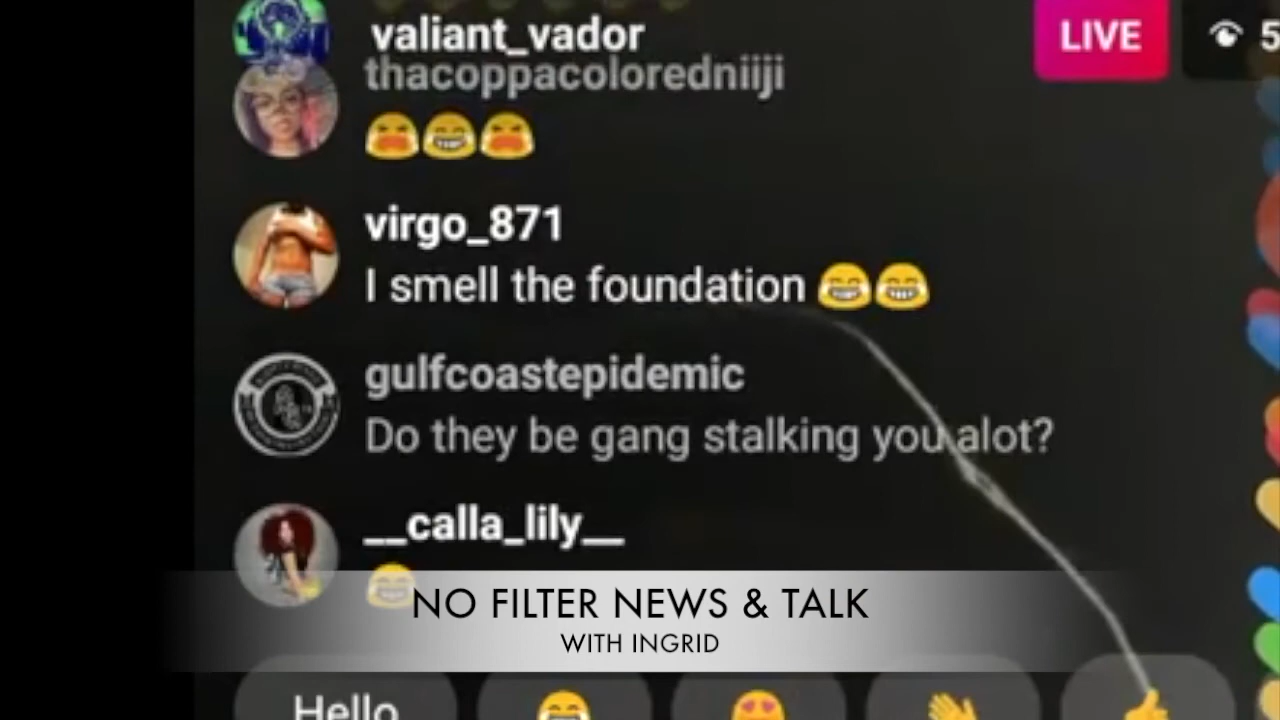 valiant_vador
LIVE
5
thacoppacoloredniiji
😫😂😫
virgo_871
I smell the foundation 😂😂
gulfcoastepidemic
Do they be gang stalking you alot?
__calla_lily__
😂
NO FILTER NEWS & TALK
WITH INGRID
Hello
😂 😍 👏 👍